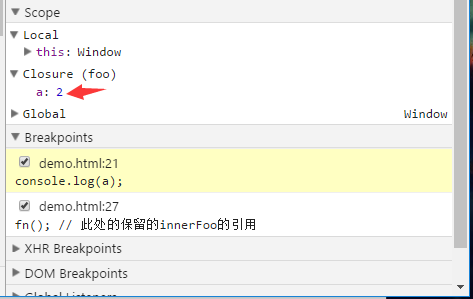 Scope
Local
this: Window
Closure (foo)
a: 2
Global Window
Breakpoints
demo.html:21
console.log(a);
demo.html:27
fn(); // 此处的保留的innerFoo的引用
XHR Breakpoints
DOM Breakpoints
Global Listeners